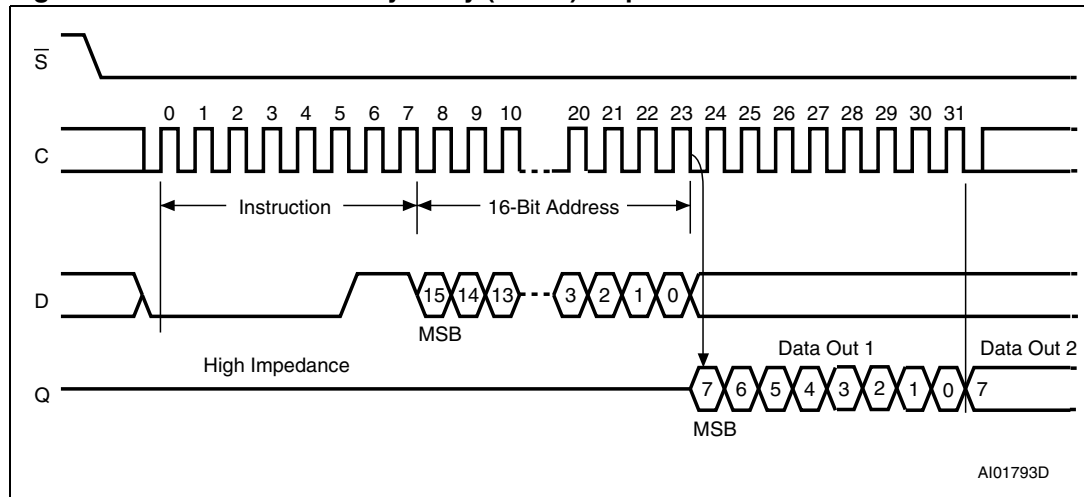 S
0 1 2 3 4 5 6 7 8 9 10 20 21 22 23 24 25 26 27 28 29 30 31
C
Instruction 16-Bit Address
D 15 14 13 3 2 1 0
MSB
High Impedance Data Out 1 Data Out 2
Q 7 6 5 4 3 2 1 0 7
MSB
AI01793D